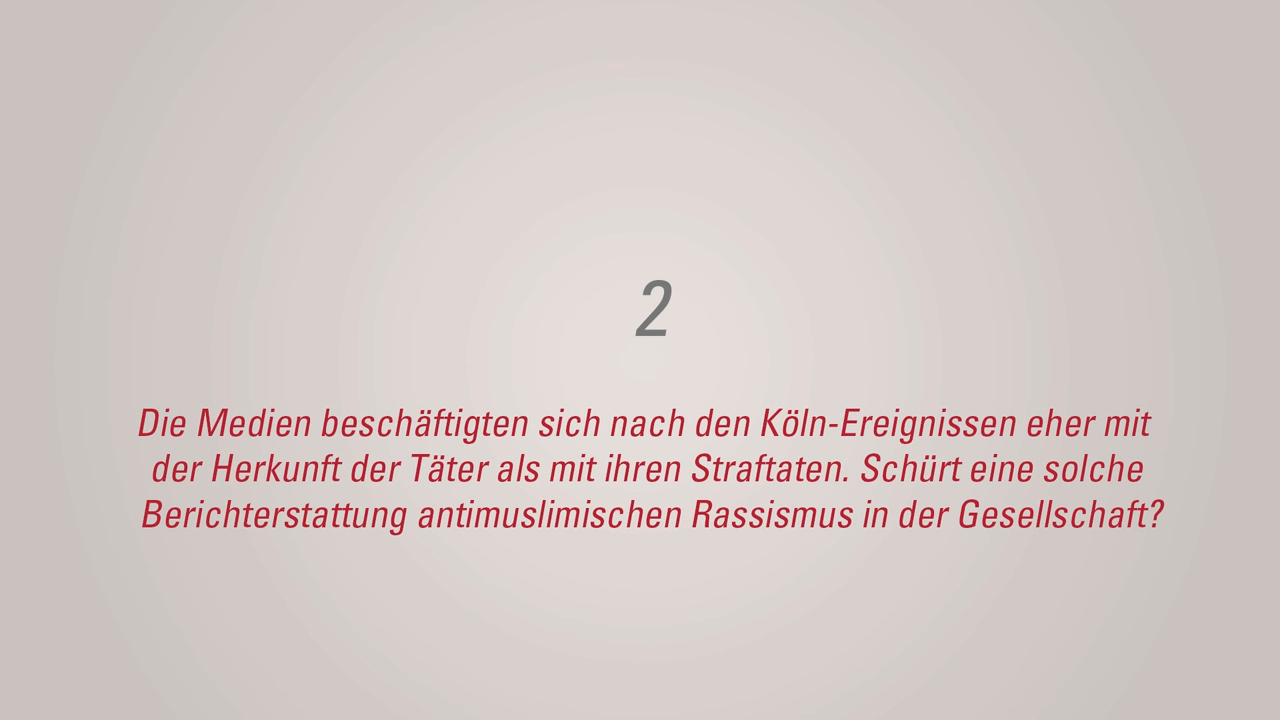 2
Die Medien beschäftigten sich nach den Köln-Ereignissen eher mit
der Herkunft der Täter als mit ihren Straftaten. Schürt eine solche
Berichterstattung antimuslimischen Rassismus in der Gesellschaft?